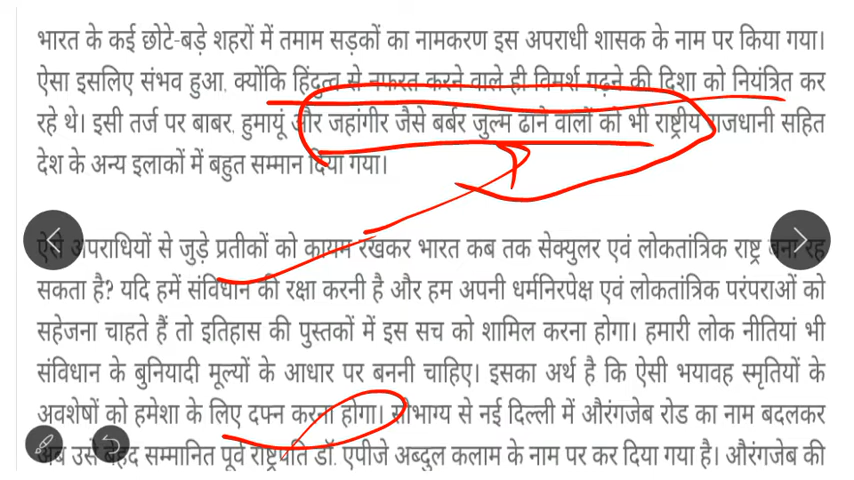 भारत के कई छोटे-बड़े शहरों में तमाम सड़कों का नामकरण इस अपराधी शासक के नाम पर किया गया।
ऐसा इसलिए संभव हुआ, क्योंकि हिंदुत्व से नफरत करने वाले ही विमर्श गढ़ने की दिशा को नियंत्रित कर
रहे थे। इसी तर्ज पर बाबर, हुमायूं और जहांगीर जैसे बर्बर जुल्म ढाने वालों को भी राष्ट्रीय राजधानी सहित
देश के अन्य इलाकों में बहुत सम्मान दिया गया।
ऐसे अपराधियों से जुड़े प्रतीकों को कायम रखकर भारत कब तक सेक्युलर एवं लोकतांत्रिक राष्ट्र बना रह
सकता है? यदि हमें संविधान की रक्षा करनी है और हम अपनी धर्मनिरपेक्ष एवं लोकतांत्रिक परंपराओं को
सहेजना चाहते हैं तो इतिहास की पुस्तकों में इस सच को शामिल करना होगा। हमारी लोक नीतियां भी
संविधान के बुनियादी मूल्यों के आधार पर बननी चाहिए। इसका अर्थ है कि ऐसी भयावह स्मृतियों के
अवशेषों को हमेशा के लिए दफ्न करना होगा। सौभाग्य से नई दिल्ली में औरंगजेब रोड का नाम बदलकर
अब उसे बेहद सम्मानित पूर्व राष्ट्रपति डॉ. एपीजे अब्दुल कलाम के नाम पर कर दिया गया है। औरंगजेब की